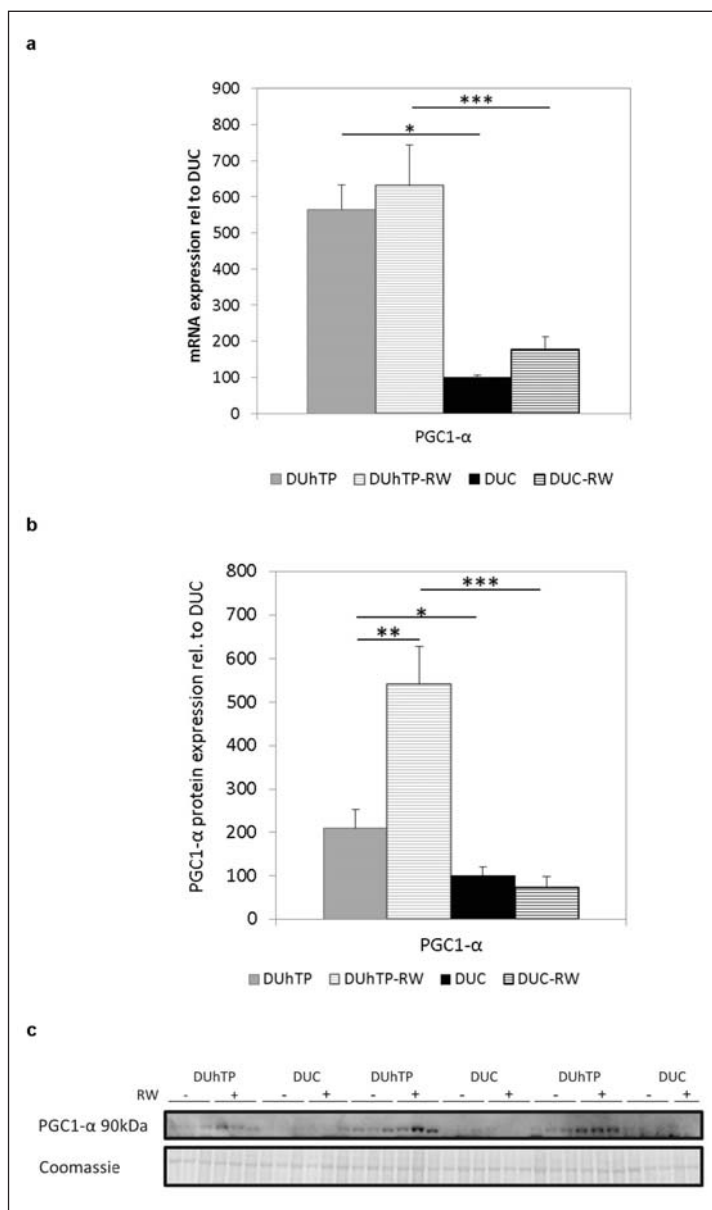 a
900
800
700
600
500
400
300
200
100
0
mRNA expression rel to DUC
***
*
PGC1-α
DUhTP DUhTP-RW DUC DUC-RW
b
800
700
600
500
400
300
200
100
0
PGC1-α protein expression rel. to DUC
***
*
**
PGC1-α
DUhTP DUhTP-RW DUC DUC-RW
c
DUhTP DUC DUhTP DUC DUhTP DUC
RW - + - + - + - + - + - +
PGC1-α 90kDa
Coomassie